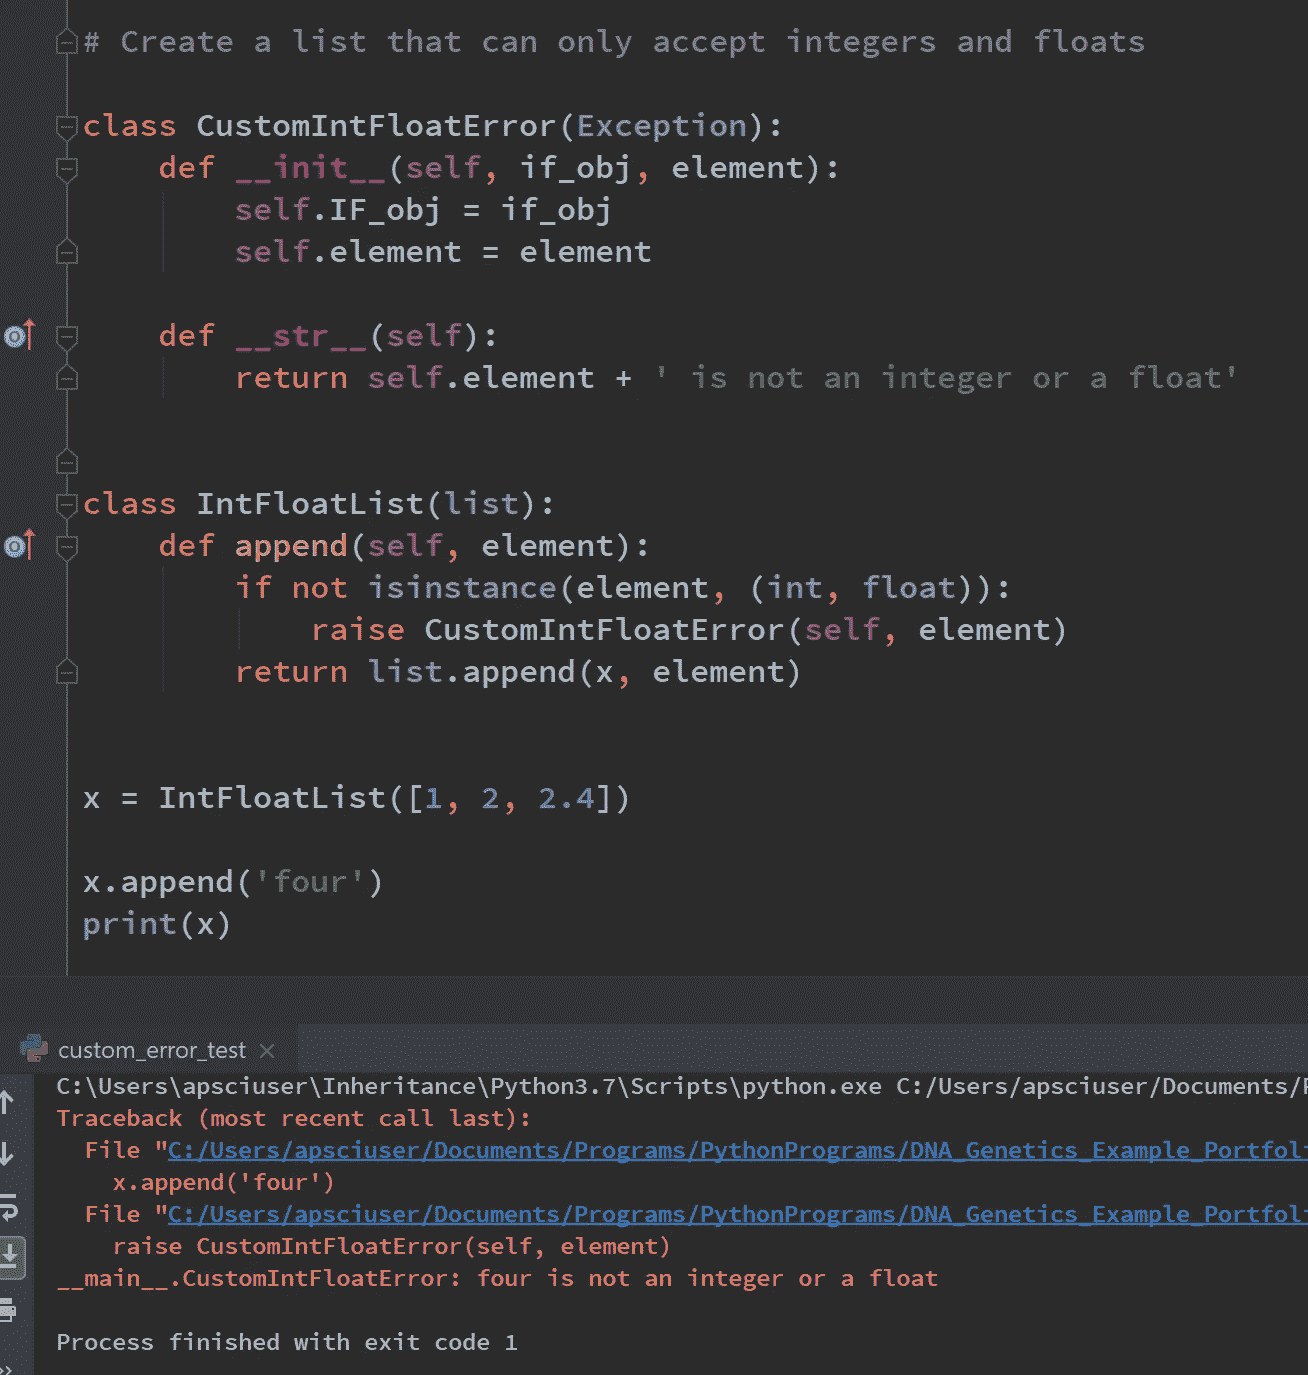 # Create a list that can only accept integers and floats
class CustomIntFloatError(Exception):
def __init__(self, if_obj, element):
self.IF_obj = if_obj
self.element = element
def __str__(self):
return self.element + ' is not an integer or a float'
class IntFloatList(list):
def append(self, element):
if not isinstance(element, (int, float)):
raise CustomIntFloatError(self, element)
return list.append(x, element)
x = IntFloatList([1, 2, 2.4])
x.append('four')
print(x)
custom_error_test
C:\Users\apsciuser\Inheritance\Python3.7\Scripts\python.exe C:/Users/apsciuser/Documents/
Traceback (most recent call last):
File "C:/Users/apsciuser/Documents/Programs/PythonPrograms/DNA_Genetics_Example_Portfoli
x.append('four')
File "C:/Users/apsciuser/Documents/Programs/PythonPrograms/DNA_Genetics_Example_Portfoli
raise CustomIntFloatError(self, element)
__main__.CustomIntFloatError: four is not an integer or a float
Process finished with exit code 1